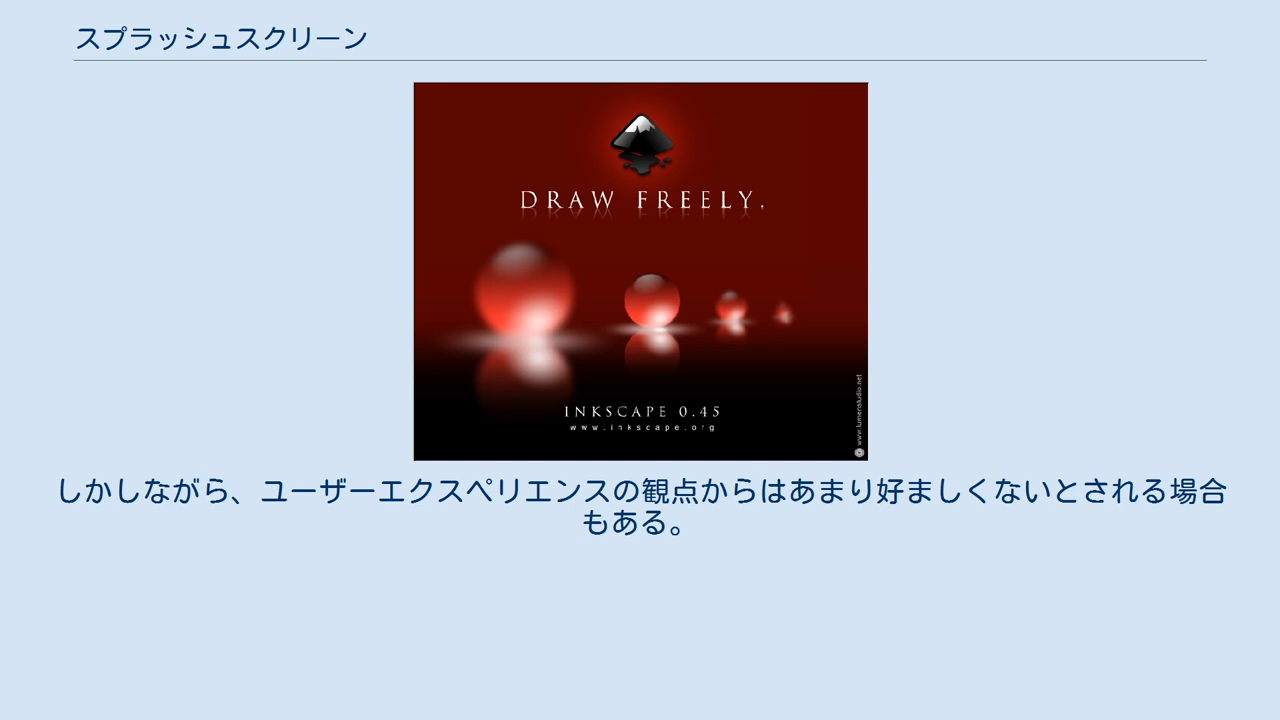 スプラッシュスクリーン
DRAW FREELY.
INKSCAPE 0.45
www.inkscape.org
www.lumenstudio.net
しかしながら、ユーザーエクスペリエンスの観点からはあまり好ましくないとされる場合
もある。